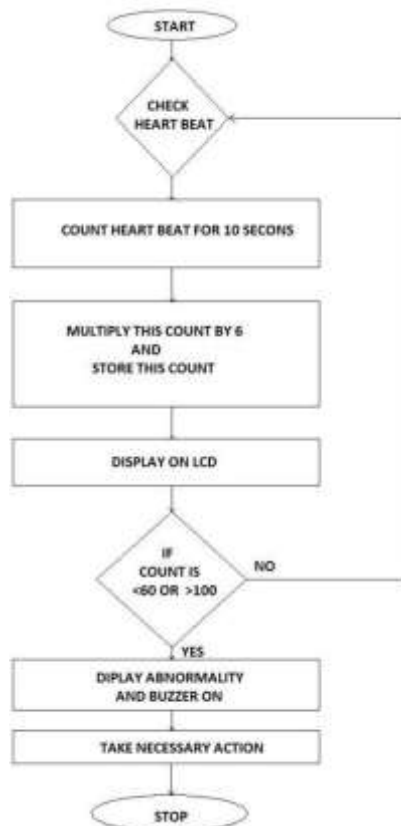 START
CHECK
HEART BEAT
COUNT HEART BEAT FOR 10 SECONS
MULTIPLY THIS COUNT BY 6
AND
STORE THIS COUNT
DISPLAY ON LCD
IF
COUNT IS
<60 OR >100
NO
YES
DIPLAY ABNORMALITY
AND BUZZER ON
TAKE NECESSARY ACTION
STOP